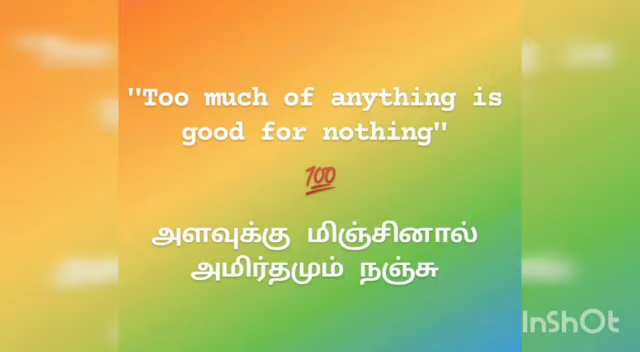 "Too much of anything is
good for nothing"
💯
அளவுக்கு மிஞ்சினால்
அமிர்தமும் நஞ்சு
InShOt